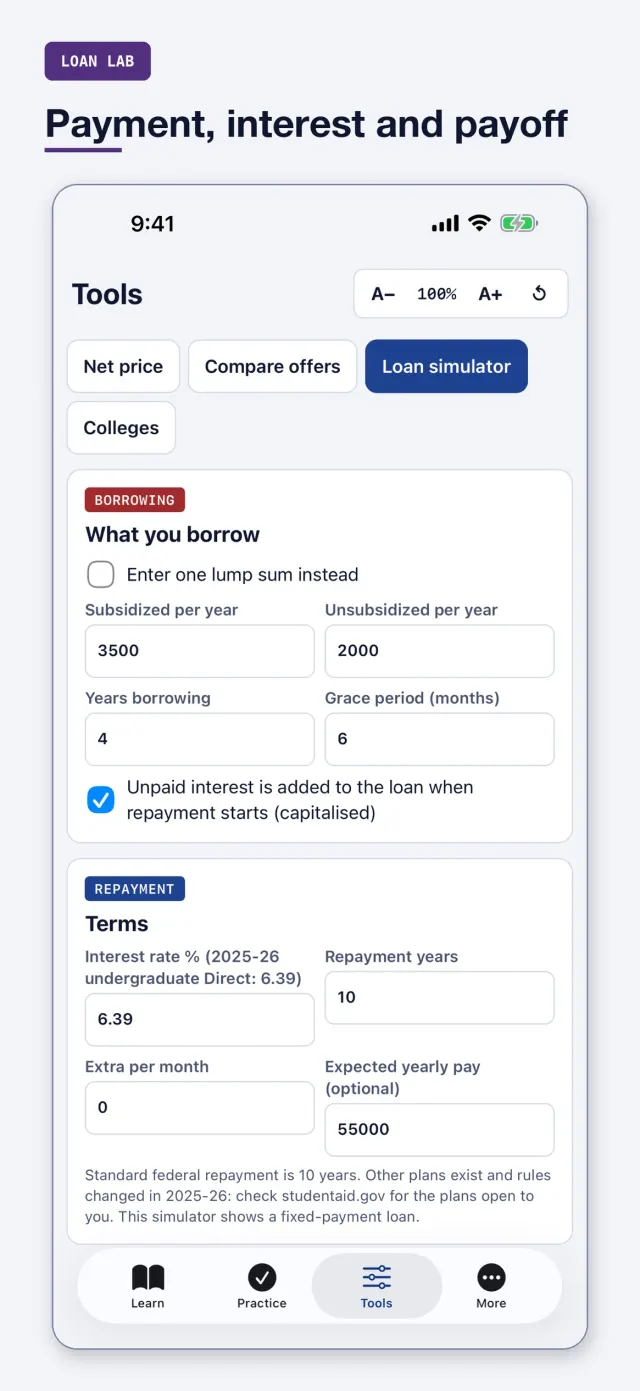 LOAN LAB
Payment, interest and payoff
9:41
Tools
A− 100% A+
Net price Compare offers Loan simulator
Colleges
BORROWING
What you borrow
Enter one lump sum instead
Subsidized per year Unsubsidized per year
3500 2000
Years borrowing Grace period (months)
4 6
Unpaid interest is added to the loan when
repayment starts (capitalised)
REPAYMENT
Terms
Interest rate % (2025-26
undergraduate Direct: 6.39)
6.39
Repayment years
10
Extra per month
0
Expected yearly pay
(optional)
55000
Standard federal repayment is 10 years. Other plans exist and rules
changed in 2025-26: check studentaid.gov for the plans open to
you. This simulator shows a fixed-payment loan.
Learn Practice Tools More